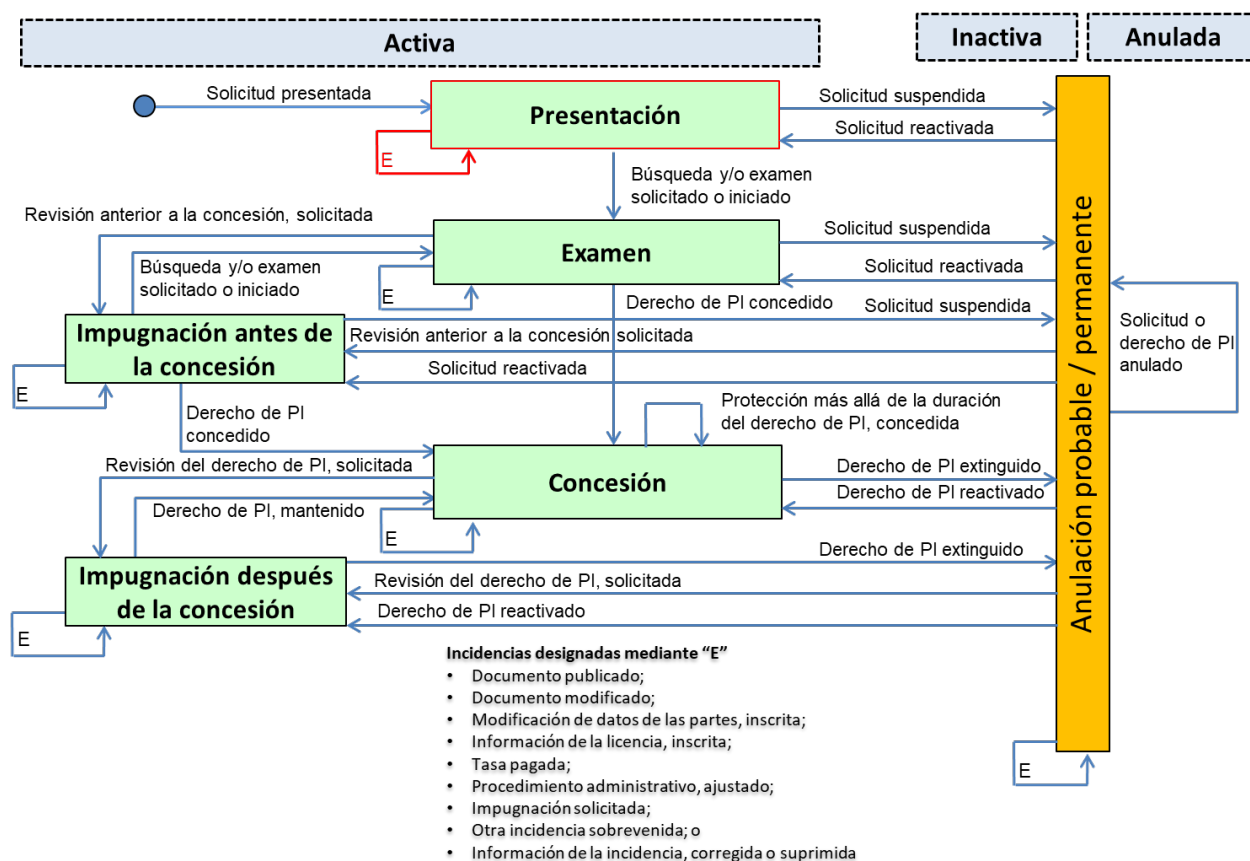 Activa
Inactiva
Anulada
Solicitud presentada
Presentación
Solicitud suspendida
Solicitud reactivada
E
Búsqueda y/o examen
solicitado o iniciado
Revisión anterior a la concesión, solicitada
Examen
Solicitud suspendida
Solicitud reactivada
Búsqueda y/o examen
solicitado o iniciado
E
Derecho de PI concedido
Solicitud suspendida
Impugnación antes de
la concesión
Revisión anterior a la concesión solicitada
Solicitud reactivada
E
Solicitud o
derecho de PI
anulado
Anulación probable / permanente
Derecho de PI
concedido
Protección más allá de la duración
del derecho de PI, concedida
Revisión del derecho de PI, solicitada
Concesión
Derecho de PI extinguido
Derecho de PI reactivado
Derecho de PI, mantenido
E
Derecho de PI extinguido
Impugnación después
de la concesión
Revisión del derecho de PI, solicitada
Derecho de PI reactivado
E
Incidencias designadas mediante “E”
• Documento publicado;
• Documento modificado;
• Modificación de datos de las partes, inscrita;
• Información de la licencia, inscrita;
• Tasa pagada;
• Procedimiento administrativo, ajustado;
• Impugnación solicitada;
• Otra incidencia sobrevenida; o
• Información de la incidencia, corregida o suprimida
E